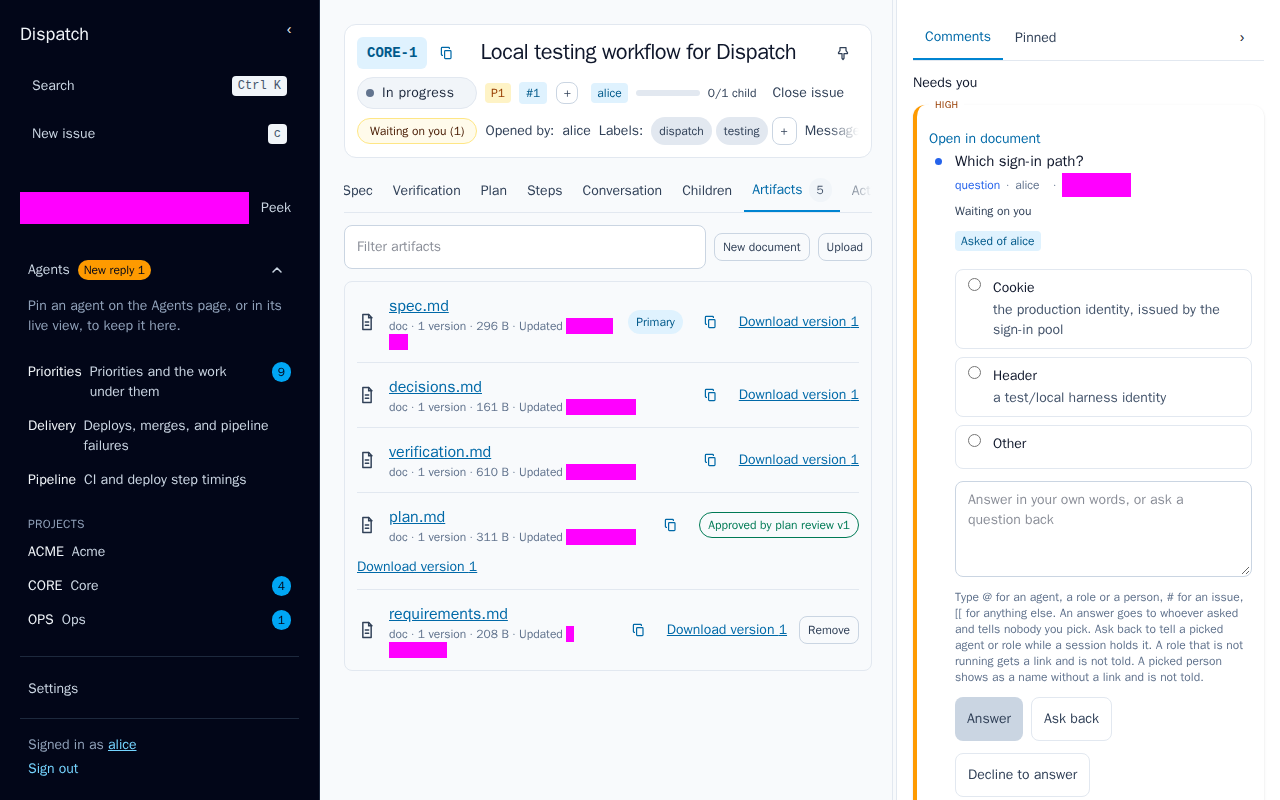 Dispatch
Search
Ctrl K
New issue
C
Peek
Agents
New reply 1
Pin an agent on the Agents page, or in its
live view, to keep it here.
Priorities
Priorities and the work
under them
9
Delivery
Deploys, merges, and pipeline
failures
Pipeline
CI and deploy step timings
PROJECTS
ACME Acme
CORE Core
4
OPS Ops
1
Settings
Signed in as alice
Sign out
CORE-1
Local testing workflow for Dispatch
In progress
P1
#1
+
alice
0/1 child
Close issue
Waiting on you (1)
Opened by: alice
Labels:
dispatch
testing
+
Message
Spec
Verification
Plan
Steps
Conversation
Children
Artifacts 5
Act
Filter artifacts
New document
Upload
spec.md
doc · 1 version · 296 B · Updated
Primary
Download version 1
decisions.md
doc · 1 version · 161 B · Updated
Download version 1
verification.md
doc · 1 version · 610 B · Updated
Download version 1
plan.md
doc · 1 version · 311 B · Updated
Approved by plan review v1
Download version 1
requirements.md
doc · 1 version · 208 B · Updated
Download version 1
Remove
Comments
Pinned
Needs you
HIGH
Open in document
Which sign-in path?
question · alice ·
Waiting on you
Asked of alice
Cookie
the production identity, issued by the
sign-in pool
Header
a test/local harness identity
Other
Answer in your own words, or ask a
question back
Type @ for an agent, a role or a person, # for an issue,
[[ for anything else. An answer goes to whoever asked
and tells nobody you pick. Ask back to tell a picked
agent or role while a session holds it. A role that is not
running gets a link and is not told. A picked person
shows as a name without a link and is not told.
Answer
Ask back
Decline to answer